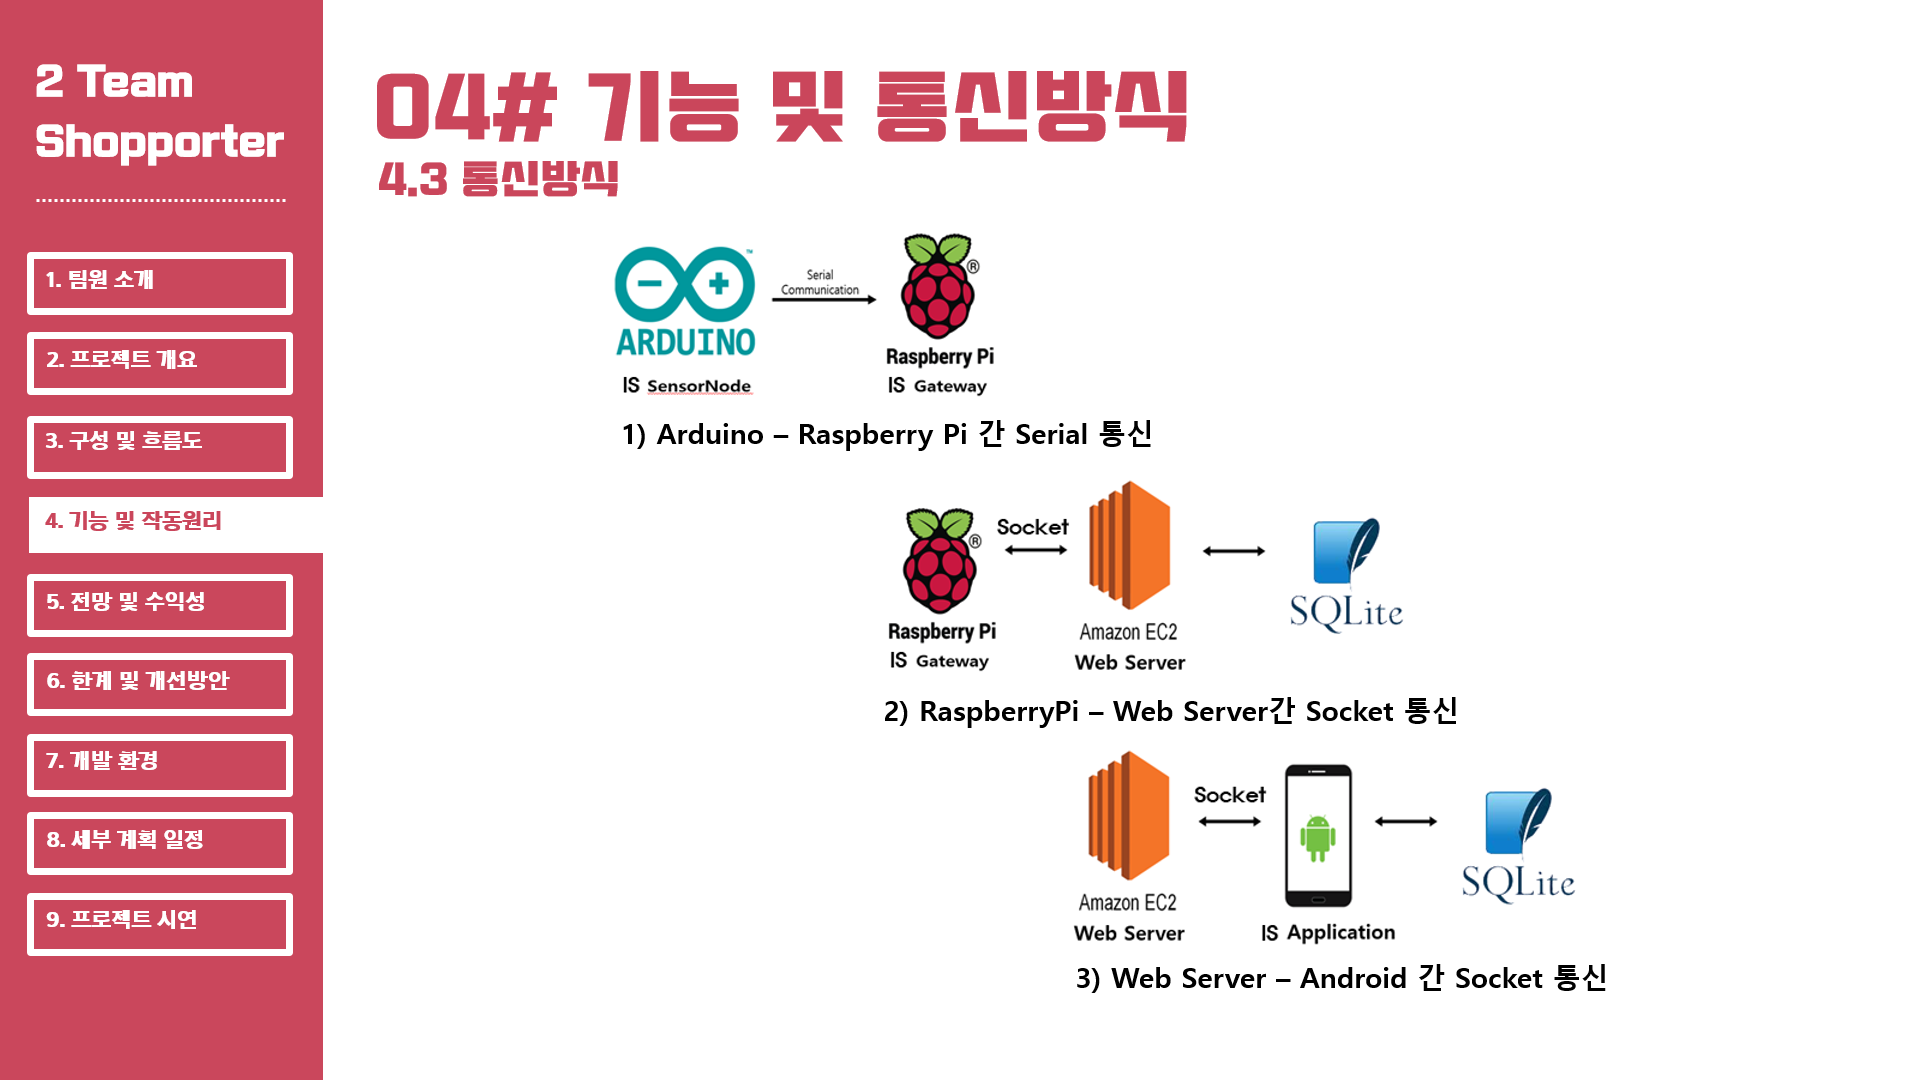 2 Team
Shopporter
1. 팀원 소개
2. 프로젝트 개요
3. 구성 및 흐름도
4. 기능 및 작동원리
5. 전망 및 수익성
6. 한계 및 개선방안
7. 개발 환경
8. 세부 계획 일정
9. 프로젝트 시연
04# 기능 및 통신방식
4.3 통신방식
ARDUINO ™
IS SensorNode
Serial
Communication
®
Raspberry Pi
IS Gateway
1) Arduino – Raspberry Pi 간 Serial 통신
®
Raspberry Pi
IS Gateway
Socket
Amazon EC2
Web Server
SQLite
2) RaspberryPi – Web Server간 Socket 통신
Amazon EC2
Web Server
Socket
IS Application
SQLite
3) Web Server – Android 간 Socket 통신